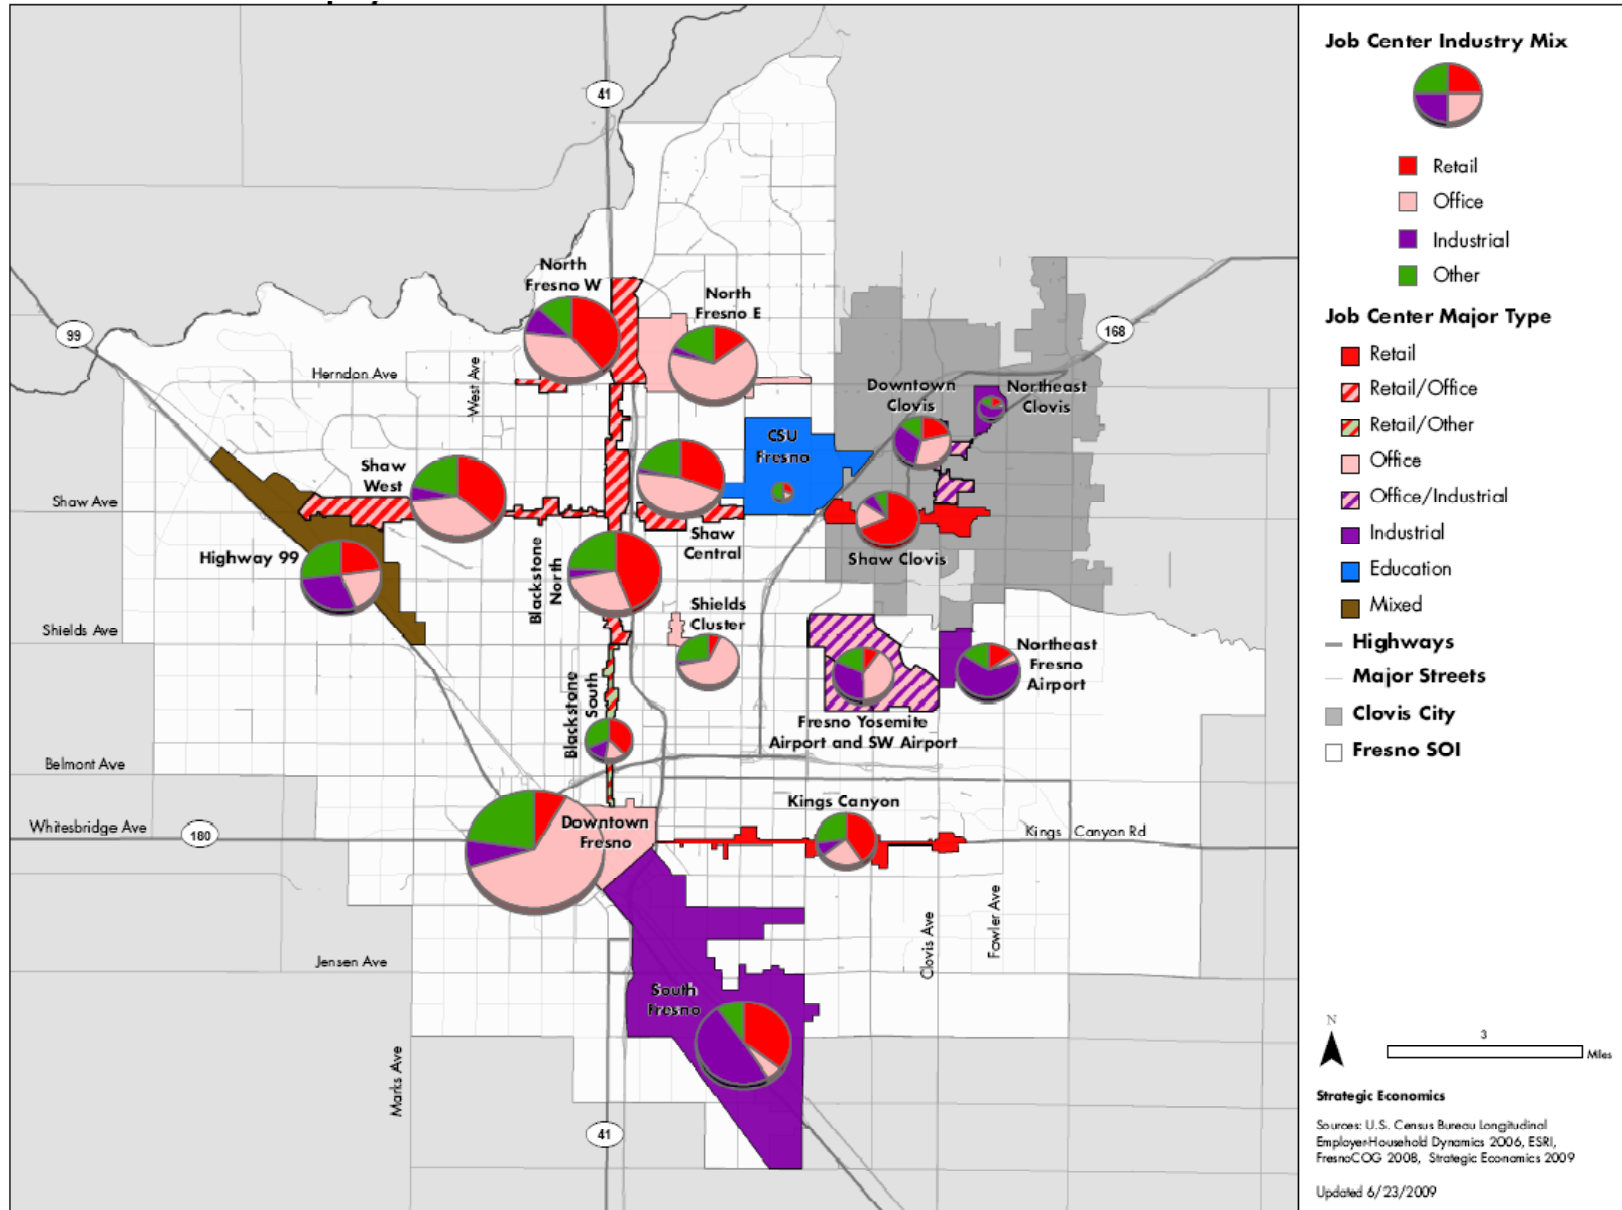 41
North
Fresno W
North
Fresno E
99
168
Herndon Ave
West Ave
Downtown
Clovis
Northeast
Clovis
CSU
Fresno
Shaw
West
Shaw Ave
Shaw
Central
Shaw Clovis
Highway 99
Blackstone
North
Shields
Cluster
Shields Ave
Northeast
Fresno
Airport
Blackstone
South
Fresno Yosemite
Airport and SW Airport
Belmont Ave
Kings Canyon
Whitesbridge Ave
180
Downtown
Fresno
Kings Canyon Rd
Clovis Ave
Fowler Ave
Jensen Ave
South
Fresno
Marks Ave
41
Job Center Industry Mix
Retail
Office
Industrial
Other
Job Center Major Type
Retail
Retail/Office
Retail/Other
Office
Office/Industrial
Industrial
Education
Mixed
Highways
Major Streets
Clovis City
Fresno SOI
N
3
Miles
Strategic Economics
Sources: U.S. Census Bureau Longitudinal
Employer-Household Dynamics 2006, ESRI,
FresnoCOG 2008, Strategic Economics 2009
Updated 6/23/2009